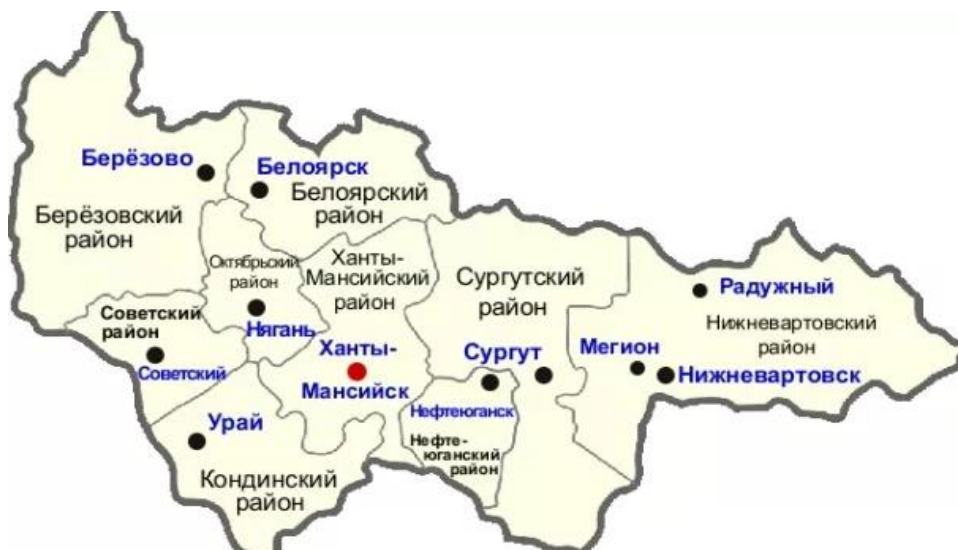 Берёзово
Берёзовский
район
Белоярск
Белоярский
район
Октябрьский
район
Нягань
Ханты-
Мансийский
район
Сургутский
район
Советский
район
Советский
Ханты-
Мансийск
Сургут
Нефтеюганск
Нефте-
юганский
район
Мегион
Радужный
Нижневартовский
район
Нижневартовск
Урай
Кондинский
район